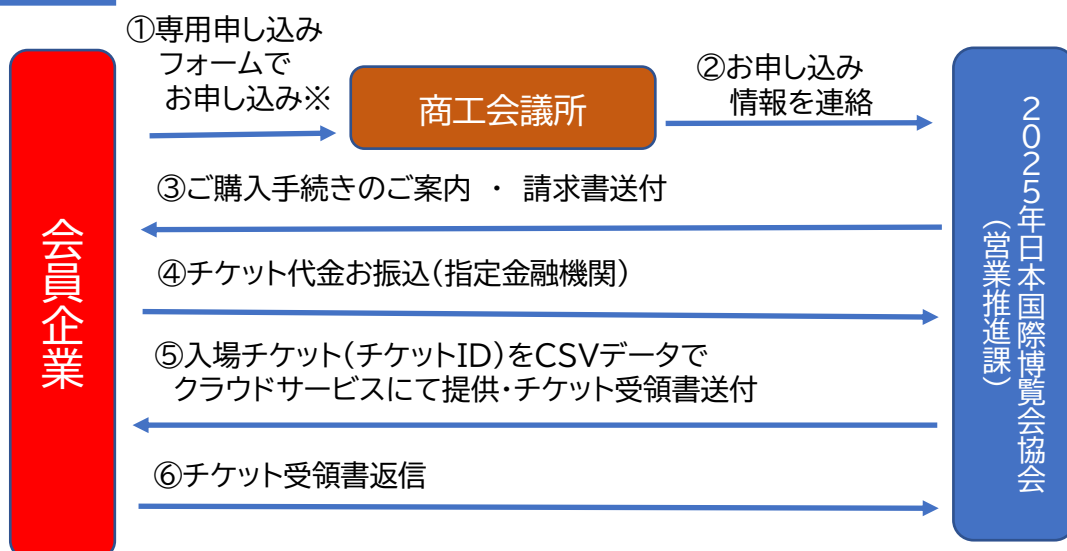 ①専用申し込み
フォームで
お申し込み※
商工会議所
②お申し込み
情報を連絡
③ご購入手続きのご案内 ・ 請求書送付
④チケット代金お振込(指定金融機関)
⑤入場チケット(チケットID)をCSVデータで
クラウドサービスにて提供・チケット受領書送付
⑥チケット受領書返信
会員企業
2025年日本国際博覧会協会
(営業推進課)